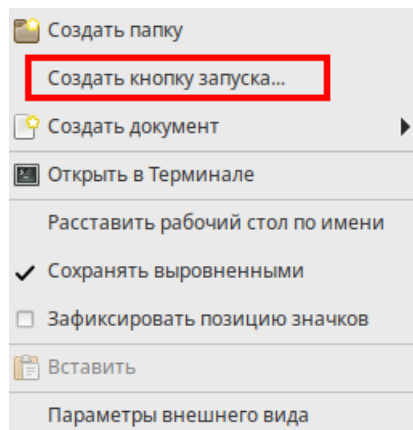 Создать папку
Создать кнопку запуска...
Создать документ
Открыть в Терминале
Расставить рабочий стол по имени
Сохранять выровненными
Зафиксировать позицию значков
Вставить
Параметры внешнего вида